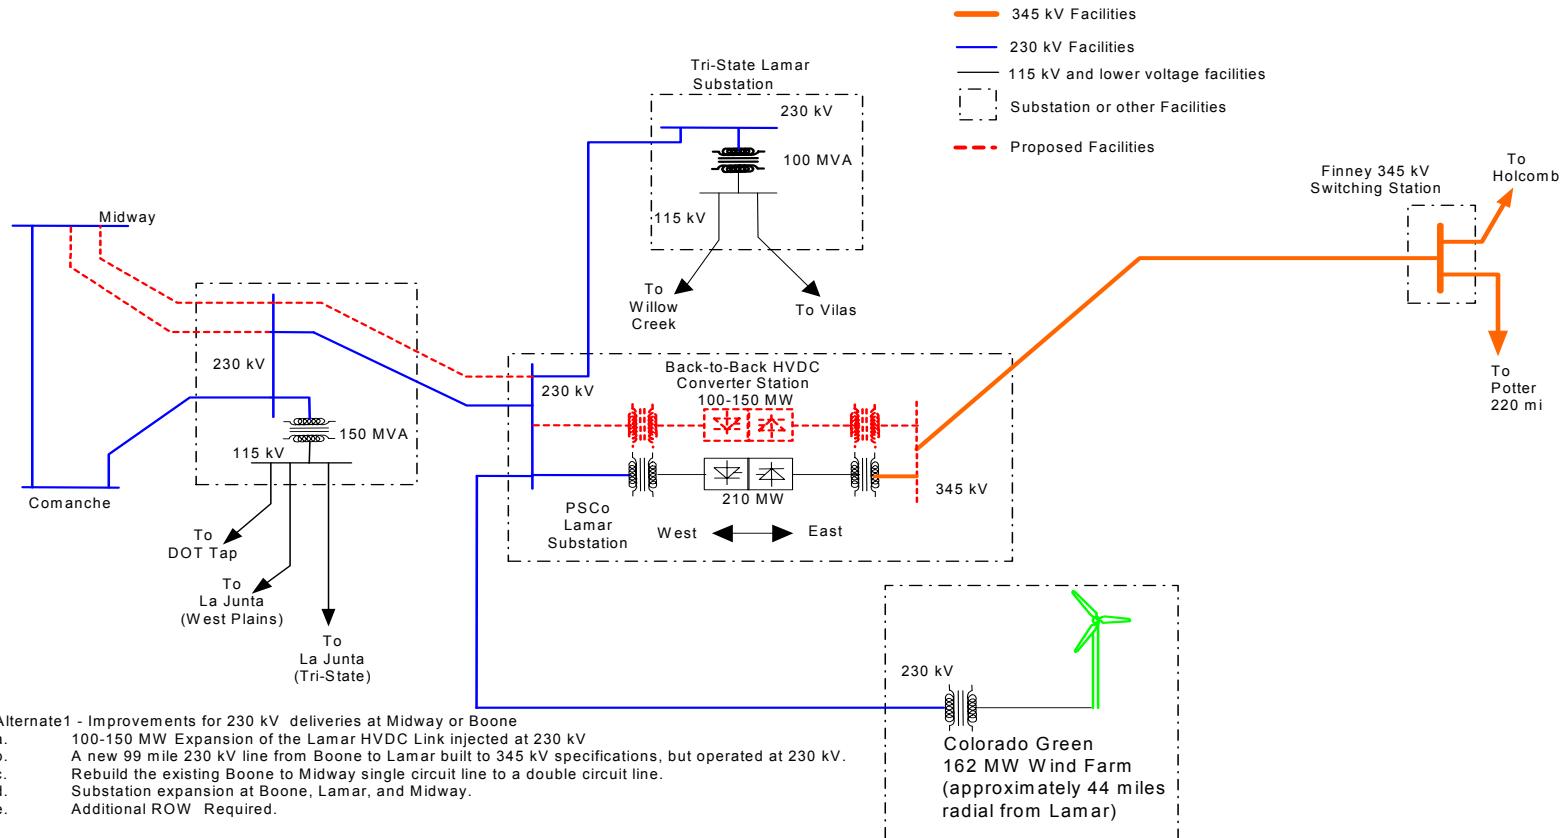 345 kV Facilities
230 kV Facilities
115 kV and lower voltage facilities
Substation or other Facilities
Proposed Facilities
Tri-State Lamar
Substation
230 kV
100 MVA
115 kV
To
Willow
Creek
To Vilas
Finney 345 kV
Switching Station
To
Holcomb
To
Potter
220 mi
Midway
230 kV
150 MVA
115 kV
Comanche
To
DOT Tap
To
La Junta
(West Plains)
To
La Junta
(Tri-State)
230 kV
Back-to-Back HVDC
Converter Station
100-150 MW
210 MW
345 kV
PSCo
Lamar
Substation
West
East
230 kV
Colorado Green
162 MW Wind Farm
(approximately 44 miles
radial from Lamar)
Alternate1 - Improvements for 230 kV deliveries at Midway or Boone
a. 100-150 MW Expansion of the Lamar HVDC Link injected at 230 kV
b. A new 99 mile 230 kV line from Boone to Lamar built to 345 kV specifications, but operated at 230 kV.
c. Rebuild the existing Boone to Midway single circuit line to a double circuit line.
d. Substation expansion at Boone, Lamar, and Midway.
e. Additional ROW Required.